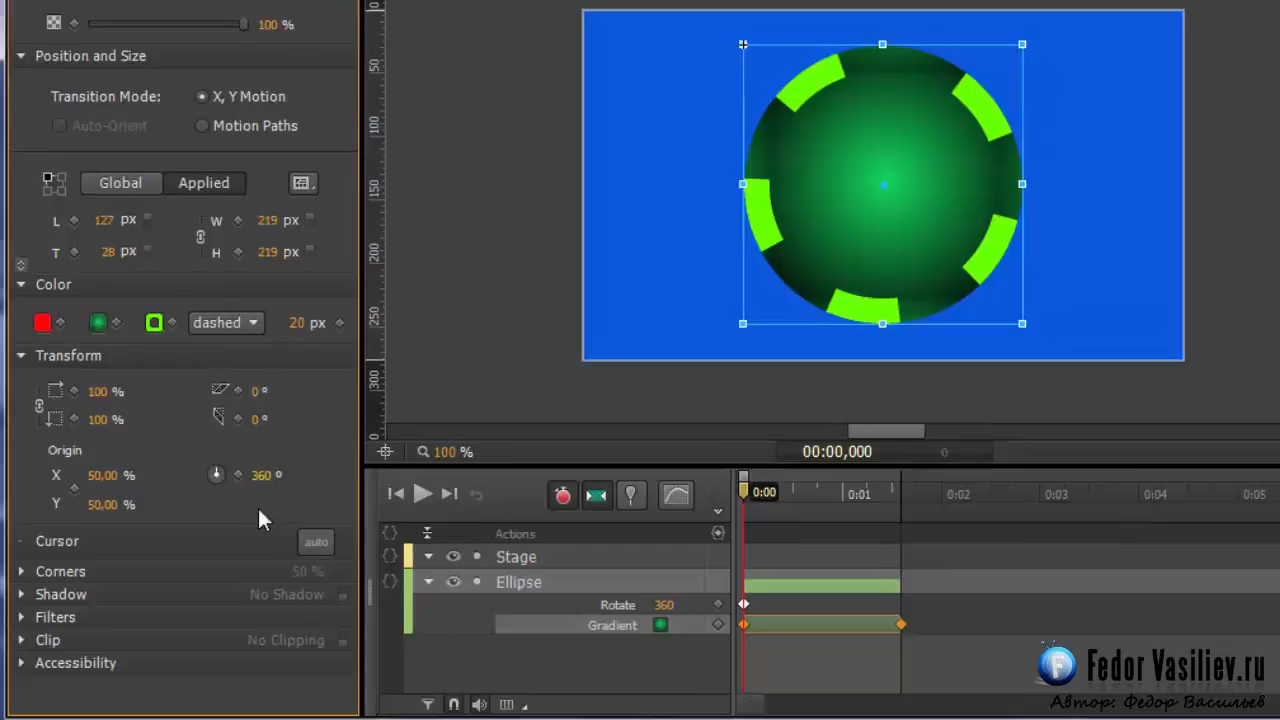 100 %
Position and Size
Transition Mode:
X, Y Motion
Auto-Orient
Motion Paths
Global
Applied
L 127 px
W 219 px
T 28 px
H 219 px
Color
dashed
20 px
Transform
100 %
0 º
100 %
0 º
Origin
X 50,00 %
360 º
Y 50,00 %
Cursor
auto
Corners
50 %
Shadow
No Shadow
Filters
Clip
No Clipping
Accessibility
0
50
100
150
200
250
300
100 %
00:00,000
0
0:00
0:01
0:02
0:03
0:04
0:05
Actions
Stage
Ellipse
Rotate 360
Gradient
Fedor Vasiliev.ru
Автор: Федор Васильев